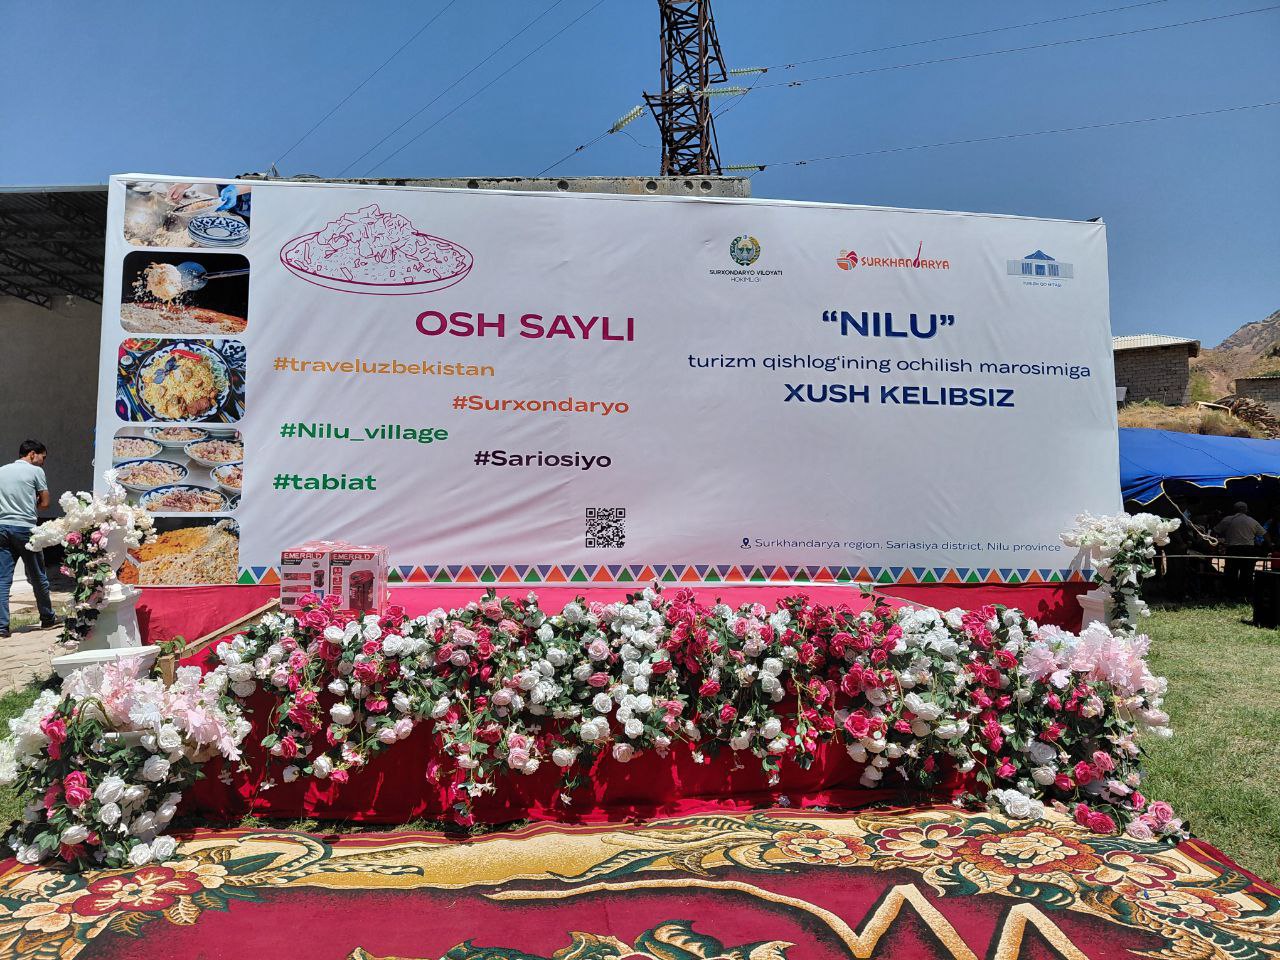 SURXONDARYO VILOYATI
HOKIMLIGI
SURKHANDARYA
OSH SAYLI
#traveluzbekistan
#Surxondaryo
#Nilu_village
#Sariosiyo
#tabiat
“NILU”
turizm qishlog‘ining ochilish marosimiga
XUSH KELIBSIZ
Surkhandarya region, Sariasiya district, Nilu province
EMERALD EMERALD